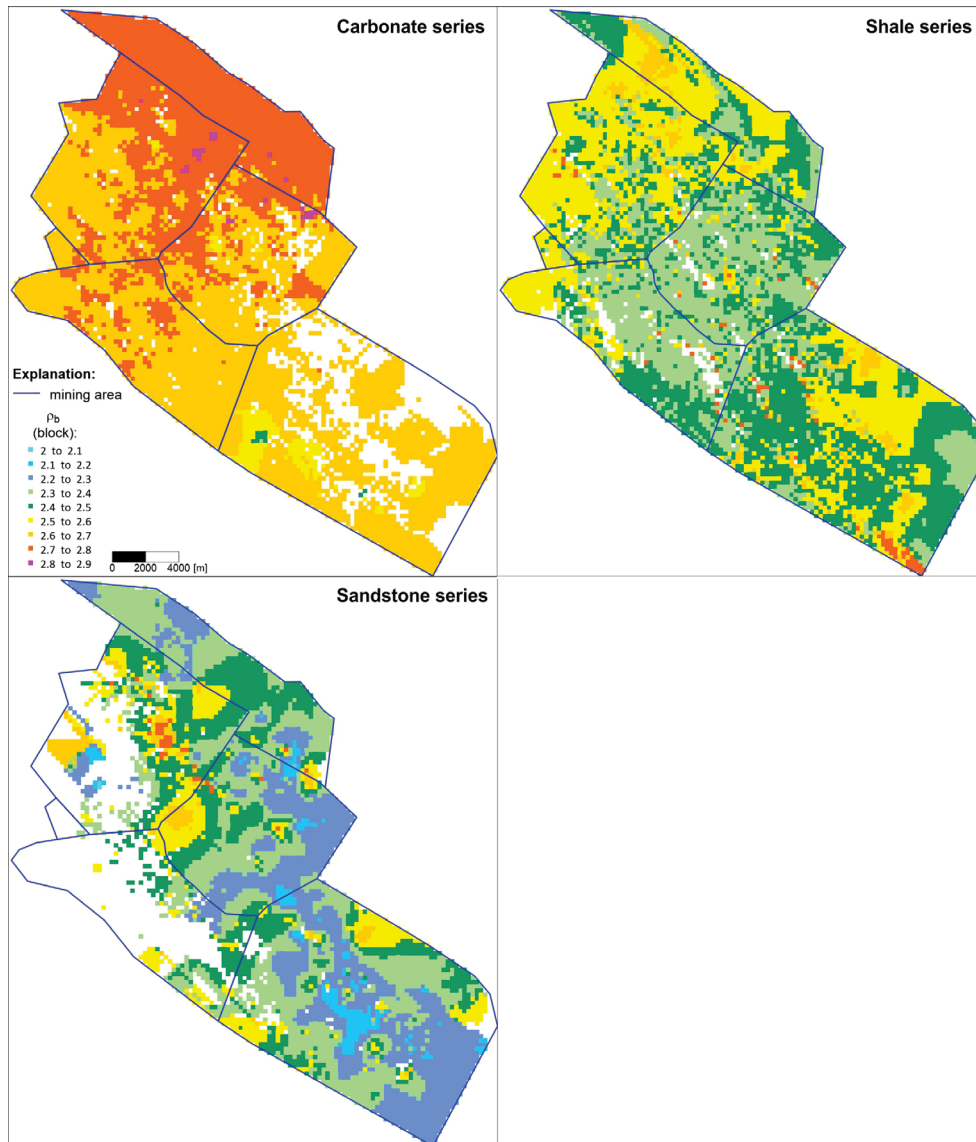 Carbonate series
Shale series
Explanation:
mining area
ρb
(block):
2 to 2.1
2.1 to 2.2
2.2 to 2.3
2.3 to 2.4
2.4 to 2.5
2.5 to 2.6
2.6 to 2.7
2.7 to 2.8
2.8 to 2.9
0 2000 4000 [m]
Sandstone series